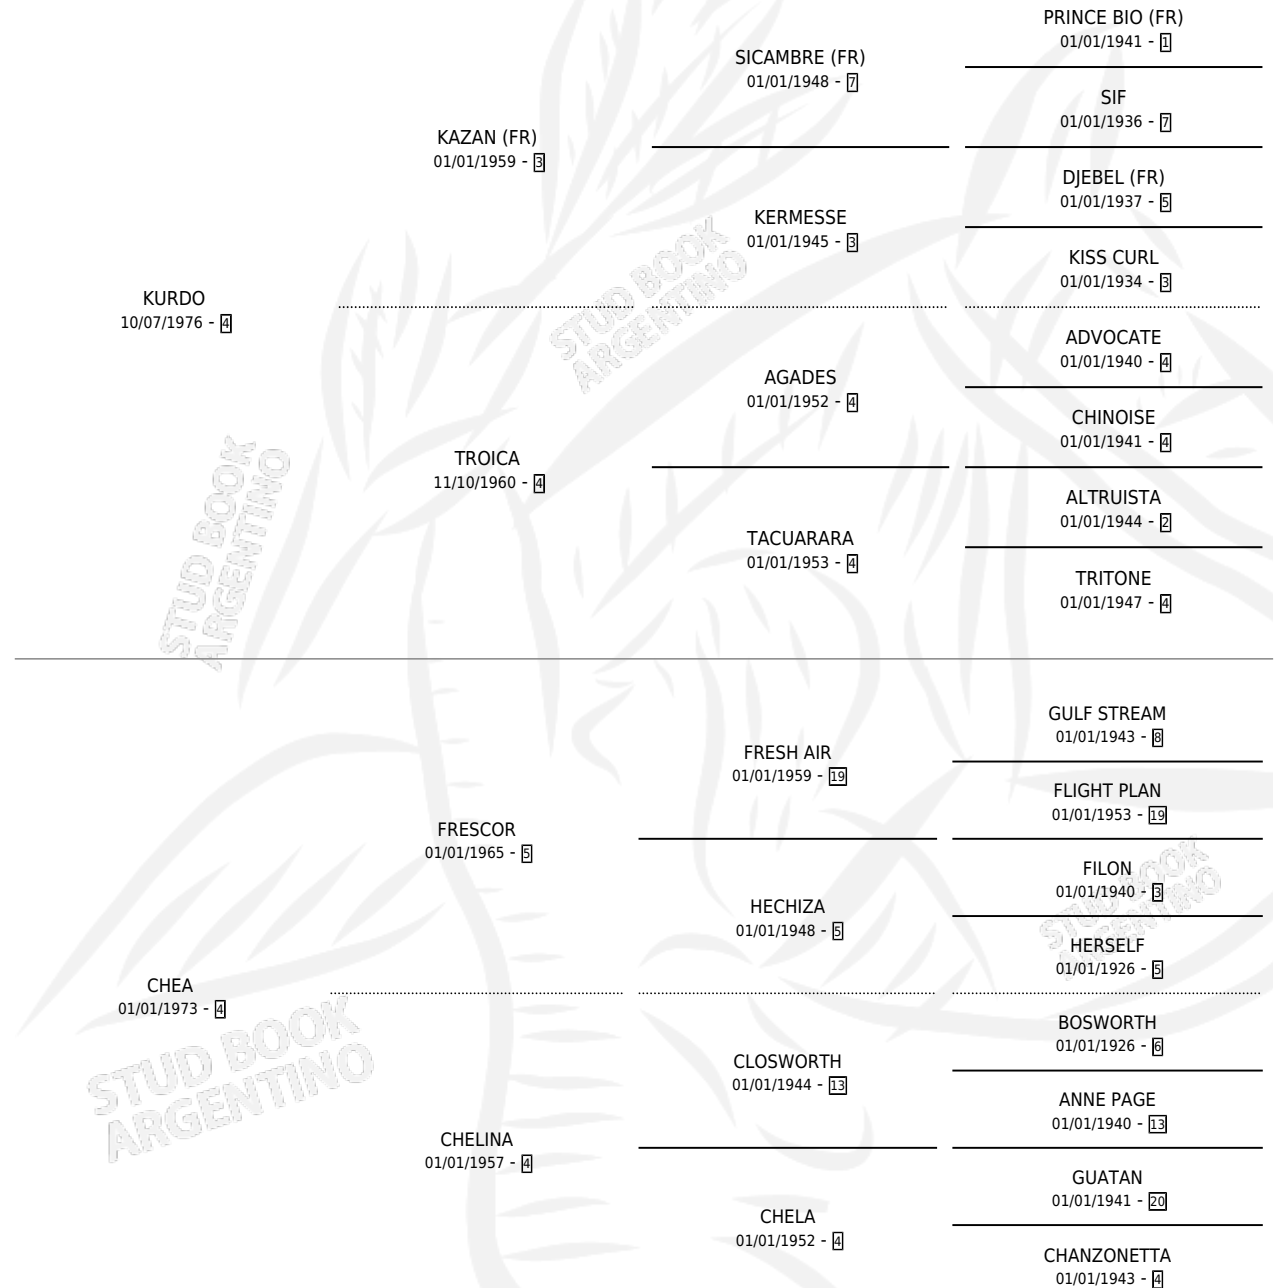 PRINCE BIO (FR)
01/01/1941 - 1
SICAMBRE (FR)
01/01/1948 - 7
SIF
01/01/1936 - 7
KAZAN (FR)
01/01/1959 - 3
DJEBEL (FR)
01/01/1937 - 5
KERMESSE
01/01/1945 - 3
KISS CURL
01/01/1934 - 3
KURDO
10/07/1976 - 4
STUD BOOK
ARGENTINO
ADVOCATE
01/01/1940 - 4
AGADES
01/01/1952 - 4
CHINOISE
01/01/1941 - 4
TROICA
11/10/1960 - 4
ALTRUISTA
01/01/1944 - 2
TACUARARA
01/01/1953 - 4
TRITONE
01/01/1947 - 4
STUD BOOK
ARGENTINO
GULF STREAM
01/01/1943 - 8
FRESH AIR
01/01/1959 - 19
FLIGHT PLAN
01/01/1953 - 19
FRESCOR
01/01/1965 - 5
FILON
01/01/1940 - 3
HECHIZA
01/01/1948 - 5
STUD BOOK
ARGENTINO
HERSELF
01/01/1926 - 5
CHEA
01/01/1973 - 4
STUD BOOK
ARGENTINO
BOSWORTH
01/01/1926 - 6
CLOSWORTH
01/01/1944 - 13
ANNE PAGE
01/01/1940 - 13
CHELINA
01/01/1957 - 4
GUATAN
01/01/1941 - 20
CHELA
01/01/1952 - 4
CHANZONETTA
01/01/1943 - 4